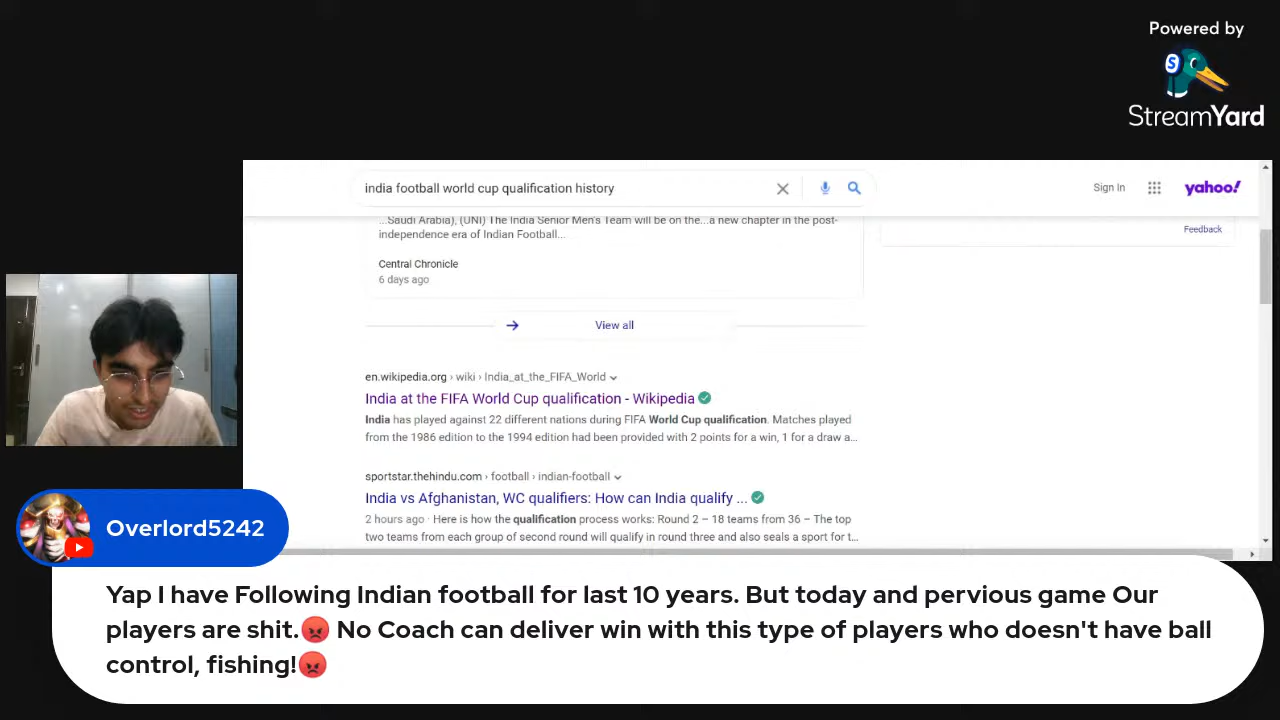 Powered by
S
StreamYard
india football world cup qualification history
Sign In
yahoo!
...Saudi Arabia), (UNI) The India Senior Men's Team will be on the...a new chapter in the post-
independence era of Indian Football...
Feedback
Central Chronicle
6 days ago
View all
en.wikipedia.org › wiki › India_at_the_FIFA_World
India at the FIFA World Cup qualification - Wikipedia
India has played against 22 different nations during FIFA World Cup qualification. Matches played
from the 1986 edition to the 1994 edition had been provided with 2 points for a win, 1 for a draw a...
sportstar.thehindu.com › football › indian-football
India vs Afghanistan, WC qualifiers: How can India qualify ...
2 hours ago · Here is how the qualification process works: Round 2 – 18 teams from 36 – The top
two teams from each group of second round will qualify in round three and also seals a sport for t...
Overlord5242
Yap I have Following Indian football for last 10 years. But today and pervious game Our
players are shit.😡 No Coach can deliver win with this type of players who doesn't have ball
control, fishing!😡